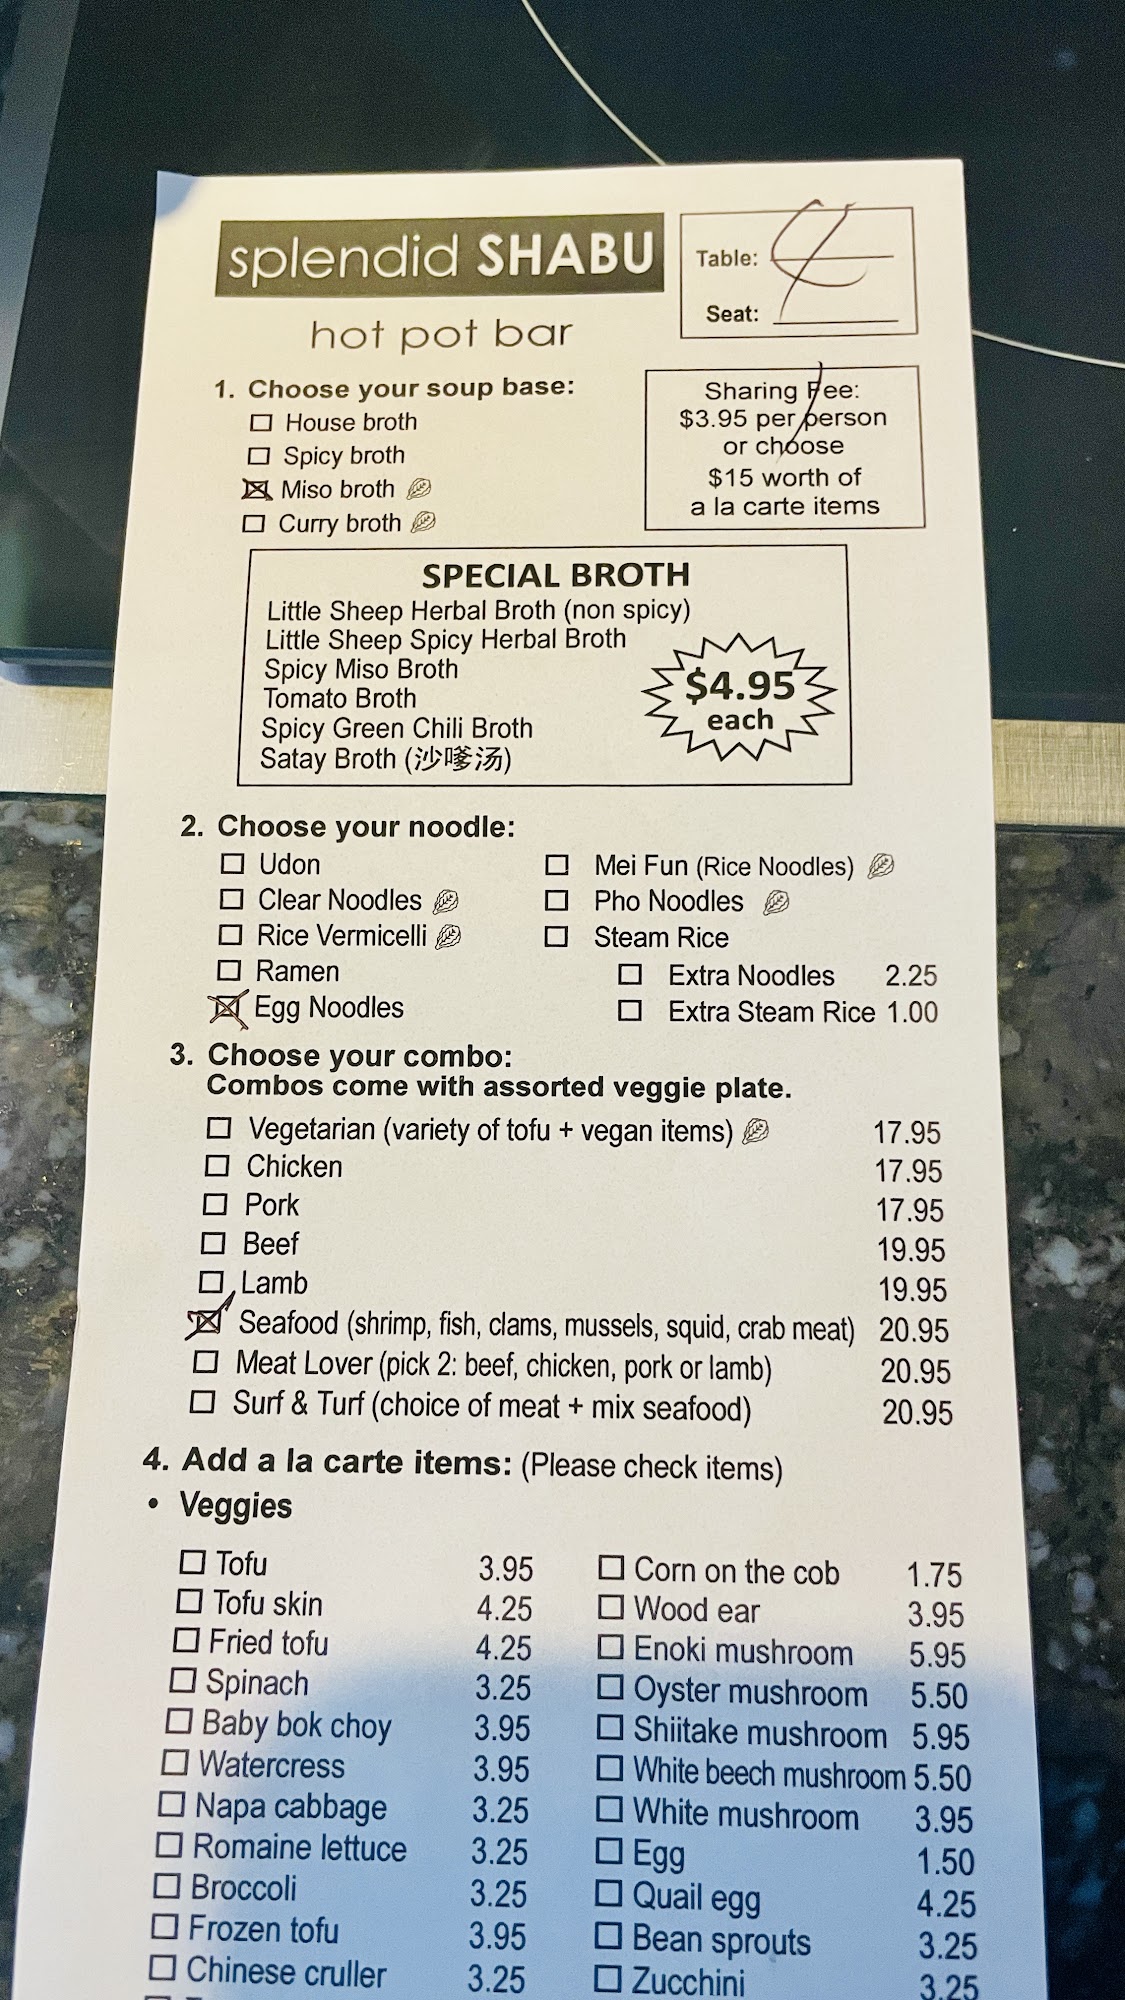 splendid SHABU
hot pot bar
Table:
Seat:
1. Choose your soup base:
House broth
Spicy broth
Miso broth
Curry broth
Sharing Fee:
$3.95 per person
or choose
$15 worth of
a la carte items
SPECIAL BROTH
Little Sheep Herbal Broth (non spicy)
Little Sheep Spicy Herbal Broth
Spicy Miso Broth
Tomato Broth
Spicy Green Chili Broth
Satay Broth (沙嗲汤)
$4.95
each
2. Choose your noodle:
Udon
Clear Noodles
Rice Vermicelli
Ramen
Egg Noodles
Mei Fun (Rice Noodles)
Pho Noodles
Steam Rice
Extra Noodles 2.25
Extra Steam Rice 1.00
3. Choose your combo:
Combos come with assorted veggie plate.
Vegetarian (variety of tofu + vegan items) 17.95
Chicken 17.95
Pork 17.95
Beef 19.95
Lamb 19.95
Seafood (shrimp, fish, clams, mussels, squid, crab meat) 20.95
Meat Lover (pick 2: beef, chicken, pork or lamb) 20.95
Surf & Turf (choice of meat + mix seafood) 20.95
4. Add a la carte items: (Please check items)
• Veggies
Tofu 3.95
Tofu skin 4.25
Fried tofu 4.25
Spinach 3.25
Baby bok choy 3.95
Watercress 3.95
Napa cabbage 3.25
Romaine lettuce 3.25
Broccoli 3.25
Frozen tofu 3.95
Chinese cruller 3.25
Corn on the cob 1.75
Wood ear 3.95
Enoki mushroom 5.95
Oyster mushroom 5.50
Shiitake mushroom 5.95
White beech mushroom 5.50
White mushroom 3.95
Egg 1.50
Quail egg 4.25
Bean sprouts 3.25
Zucchini 3.25